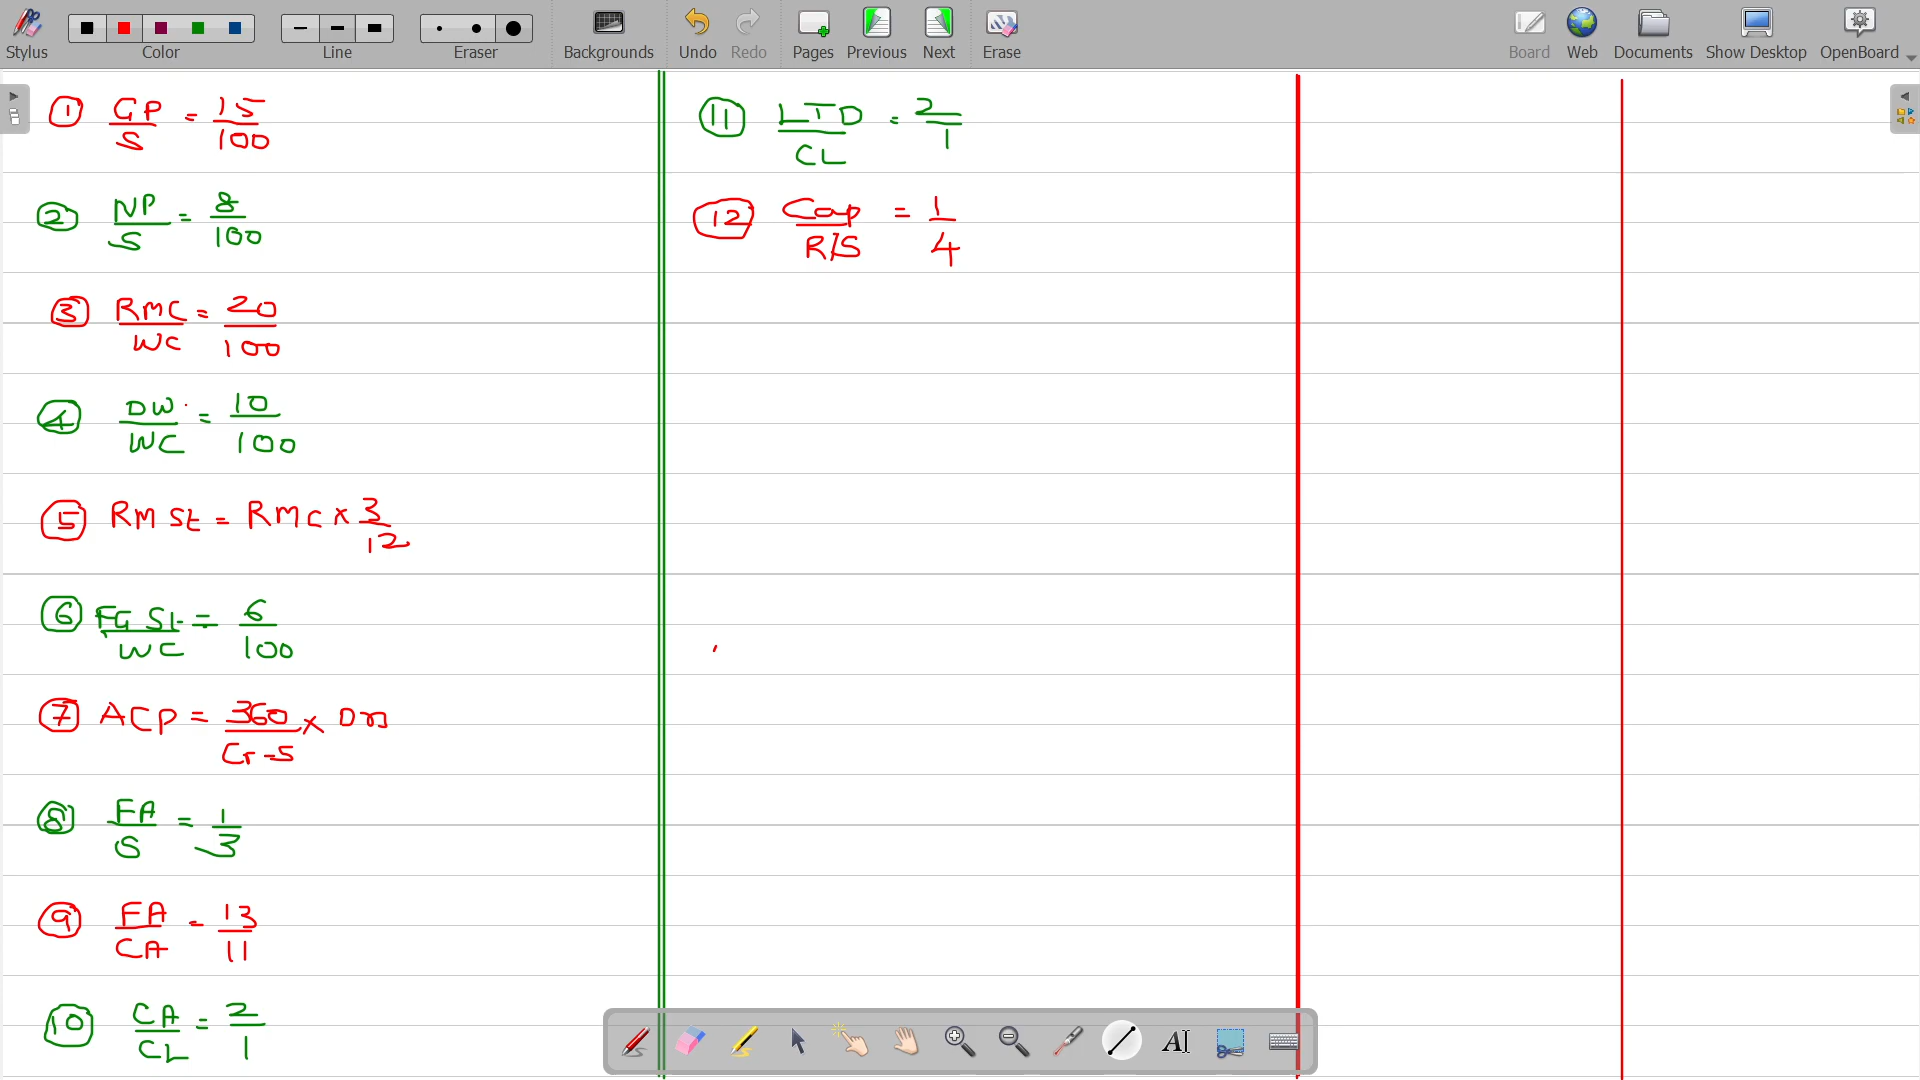 Stylus Color Line Eraser Backgrounds Undo Redo Pages Previous Next Erase Board Web Documents Show Desktop OpenBoard
① GP/S = 15/100
② NP/S = 8/100
③ RMC/WC = 20/100
④ DW/WC = 10/100
⑤ RM St = RMC x 3/12
⑥ FG St/WC = 6/100
⑦ ACP = 360/Cr-S x Drs
⑧ FA/S = 1/3
⑨ FA/CA = 13/11
⑩ CA/CL = 2/1
⑪ LTD/CL = 2/1
⑫ Cap/R/S = 1/4
AI